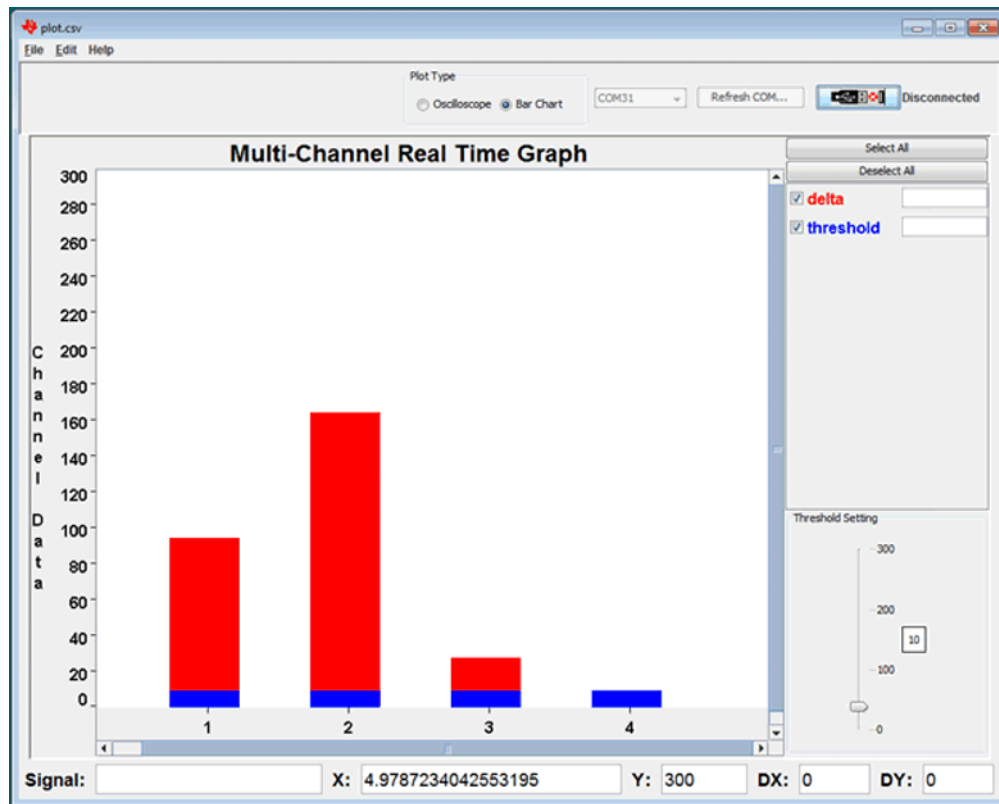 plot.csv
File Edit Help
Plot Type
Oscilloscope Bar Chart
COM31
Refresh COM...
Disconnected
Multi-Channel Real Time Graph
Select All
Deselect All
delta
threshold
300
280
260
240
220
200
180
160
140
120
100
80
60
40
20
0
Channel Data
1 2 3 4
Threshold Setting
300
200
100
0
10
Signal: X: 4.9787234042553195 Y: 300 DX: 0 DY: 0